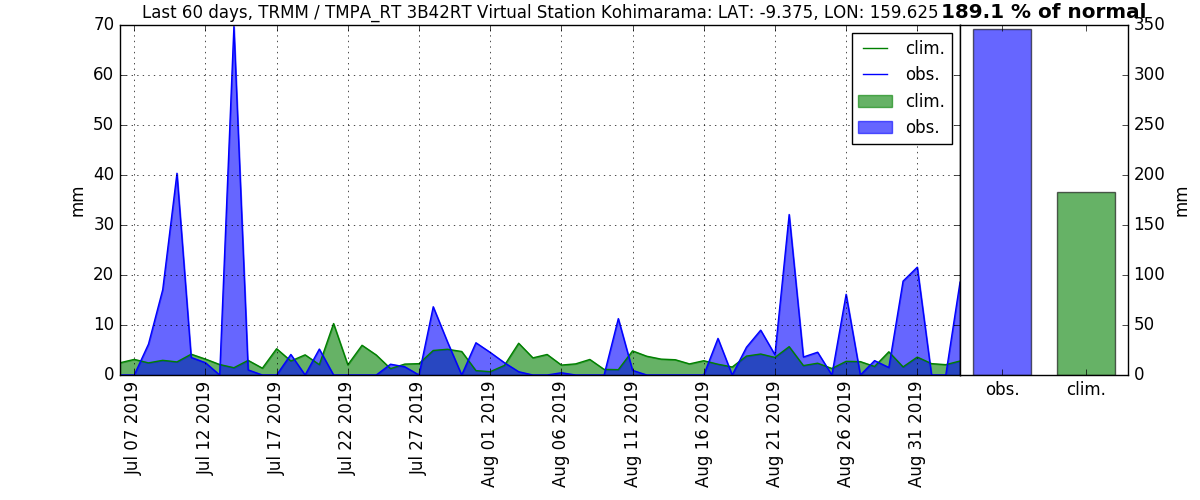 Last 60 days, TRMM / TMPA_RT 3B42RT Virtual Station Kohimarama: LAT: -9.375, LON: 159.625 189.1 % of normal
70
60
50
40
30
20
10
0
mm
clim.
obs.
clim.
obs.
350
300
250
200
150
100
50
0
mm
Jul 07 2019
Jul 12 2019
Jul 17 2019
Jul 22 2019
Jul 27 2019
Aug 01 2019
Aug 06 2019
Aug 11 2019
Aug 16 2019
Aug 21 2019
Aug 26 2019
Aug 31 2019
obs.
clim.